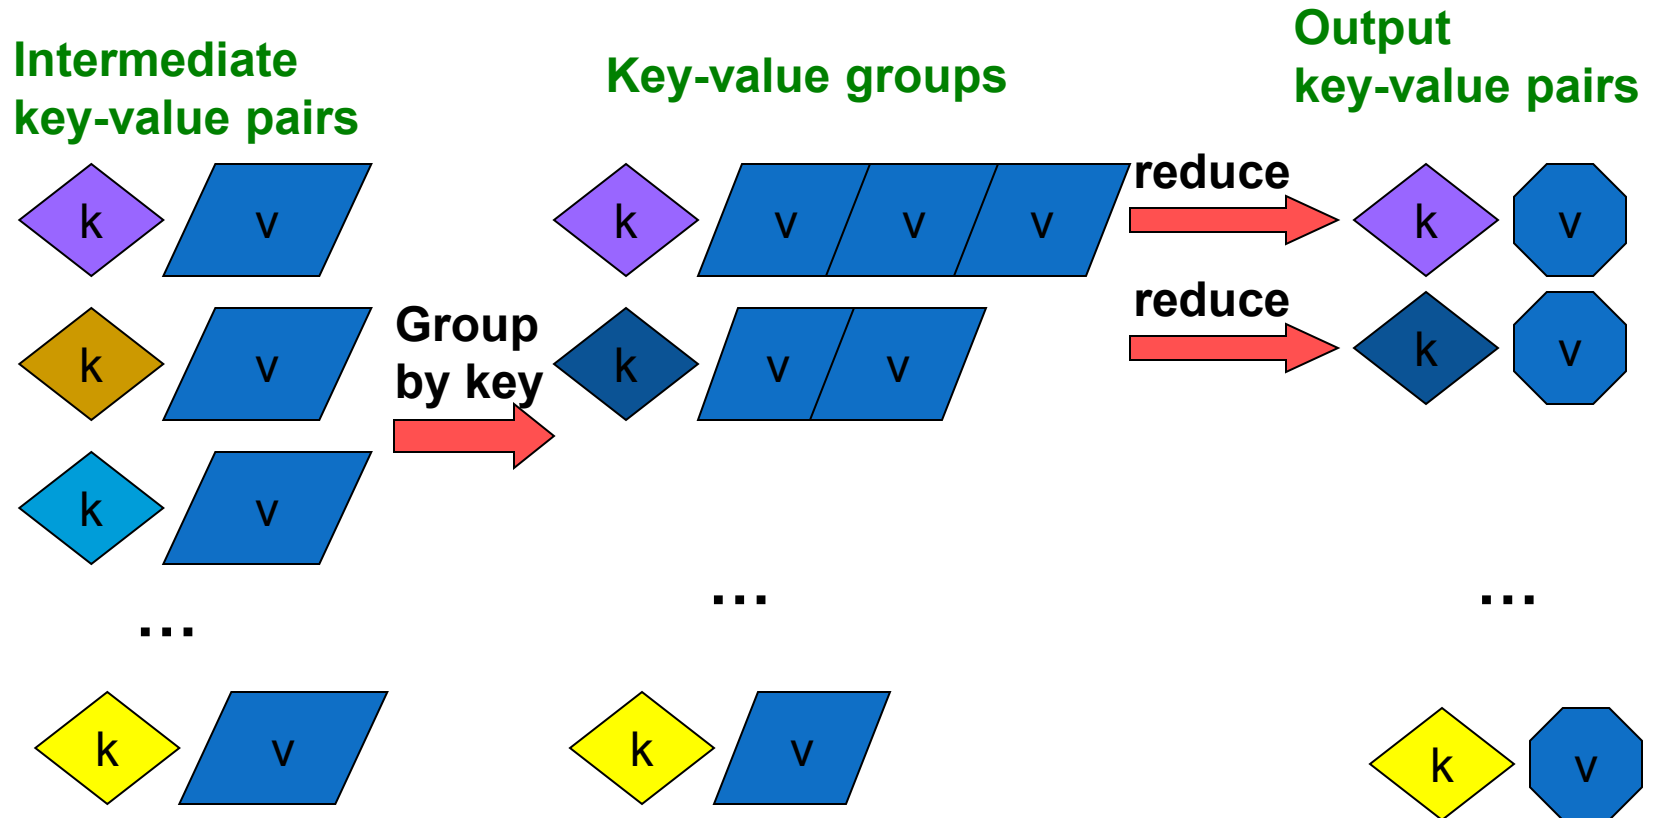 Intermediate
key-value pairs
k v
k v
k v
...
k v
Group
by key
Key-value groups
k v v v
k v v
...
k v
reduce
reduce
Output
key-value pairs
k v
k v
...
k v